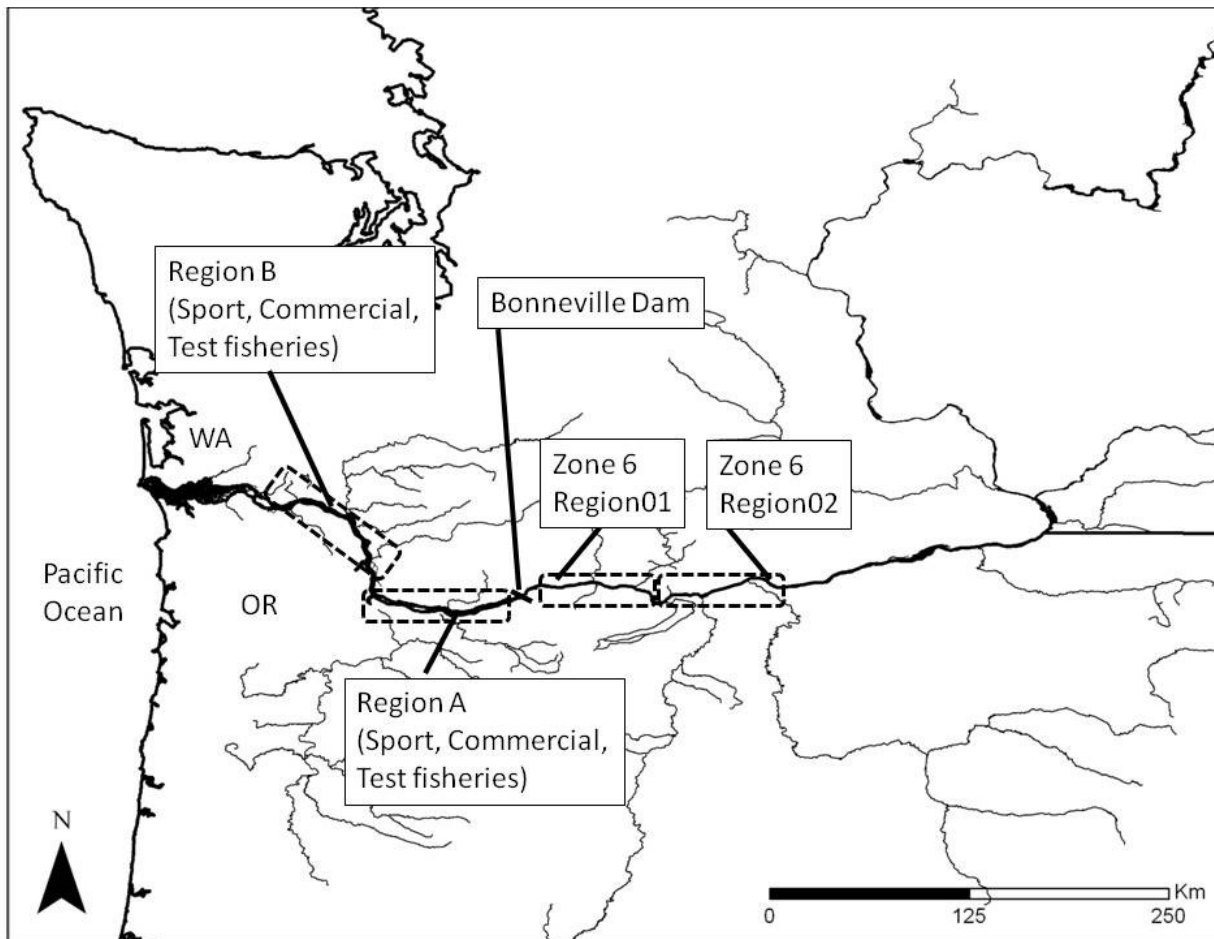 Region B
(Sport, Commercial,
Test fisheries)
Bonneville Dam
WA
Zone 6
Region01
Zone 6
Region02
Pacific
Ocean
OR
Region A
(Sport, Commercial,
Test fisheries)
N
Km
0
125
250